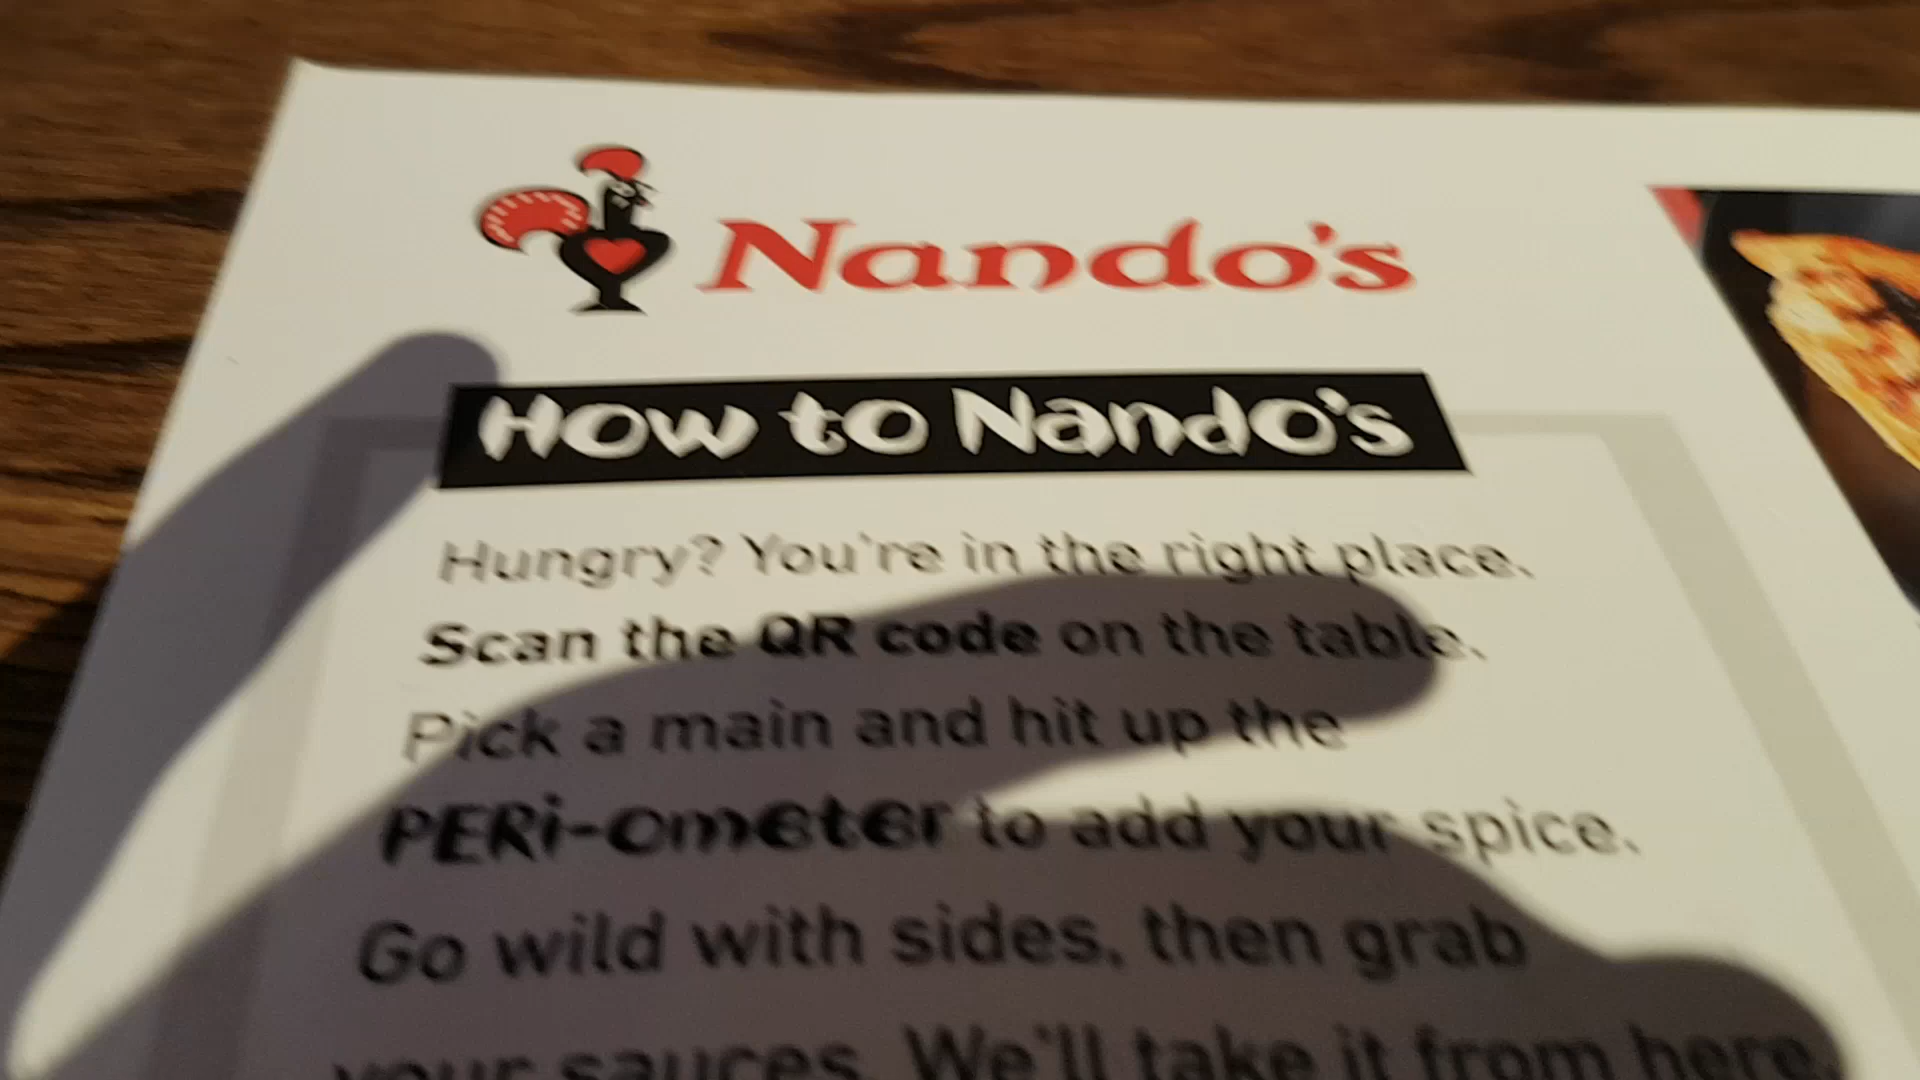 Nando's
How to Nando's
Hungry? You're in the right place.
Scan the QR code on the table.
Pick a main and hit up the
PERi-ometer to add your spice.
Go wild with sides, then grab
your sauces. We'll take it from here.